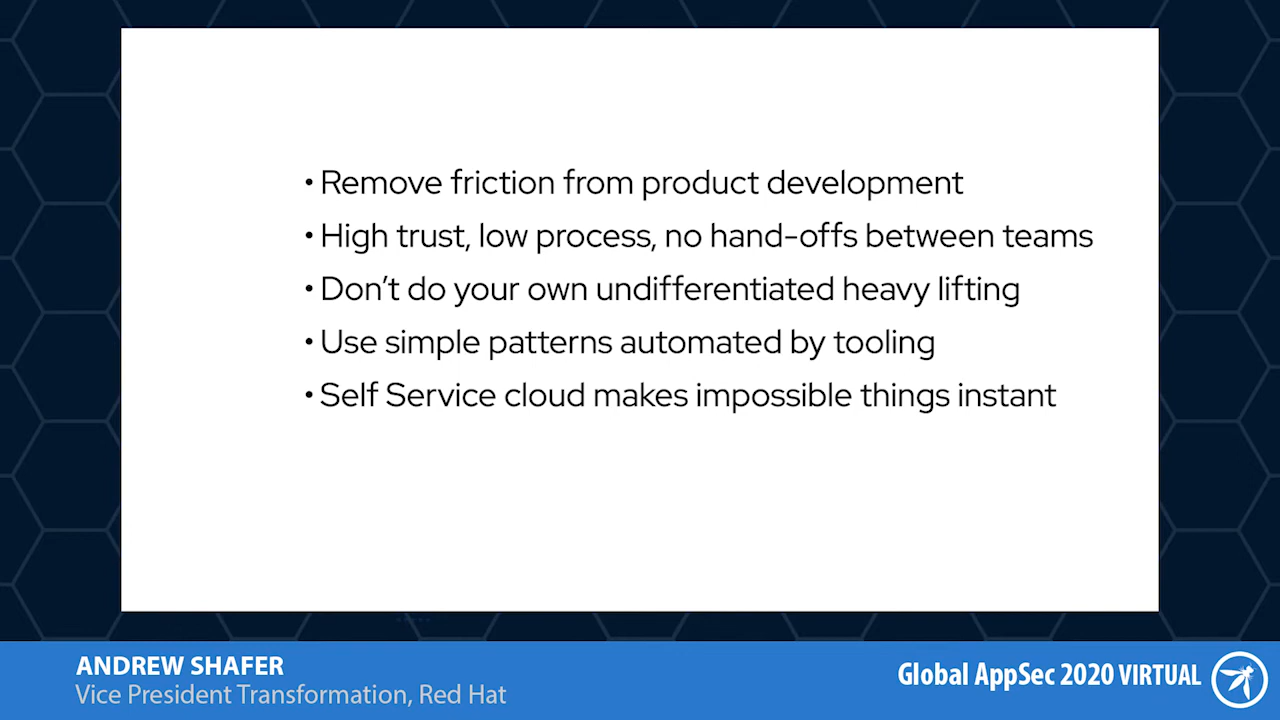 • Remove friction from product development
• High trust, low process, no hand-offs between teams
• Don’t do your own undifferentiated heavy lifting
• Use simple patterns automated by tooling
• Self Service cloud makes impossible things instant
ANDREW SHAFER
Vice President Transformation, Red Hat
Global AppSec 2020 VIRTUAL